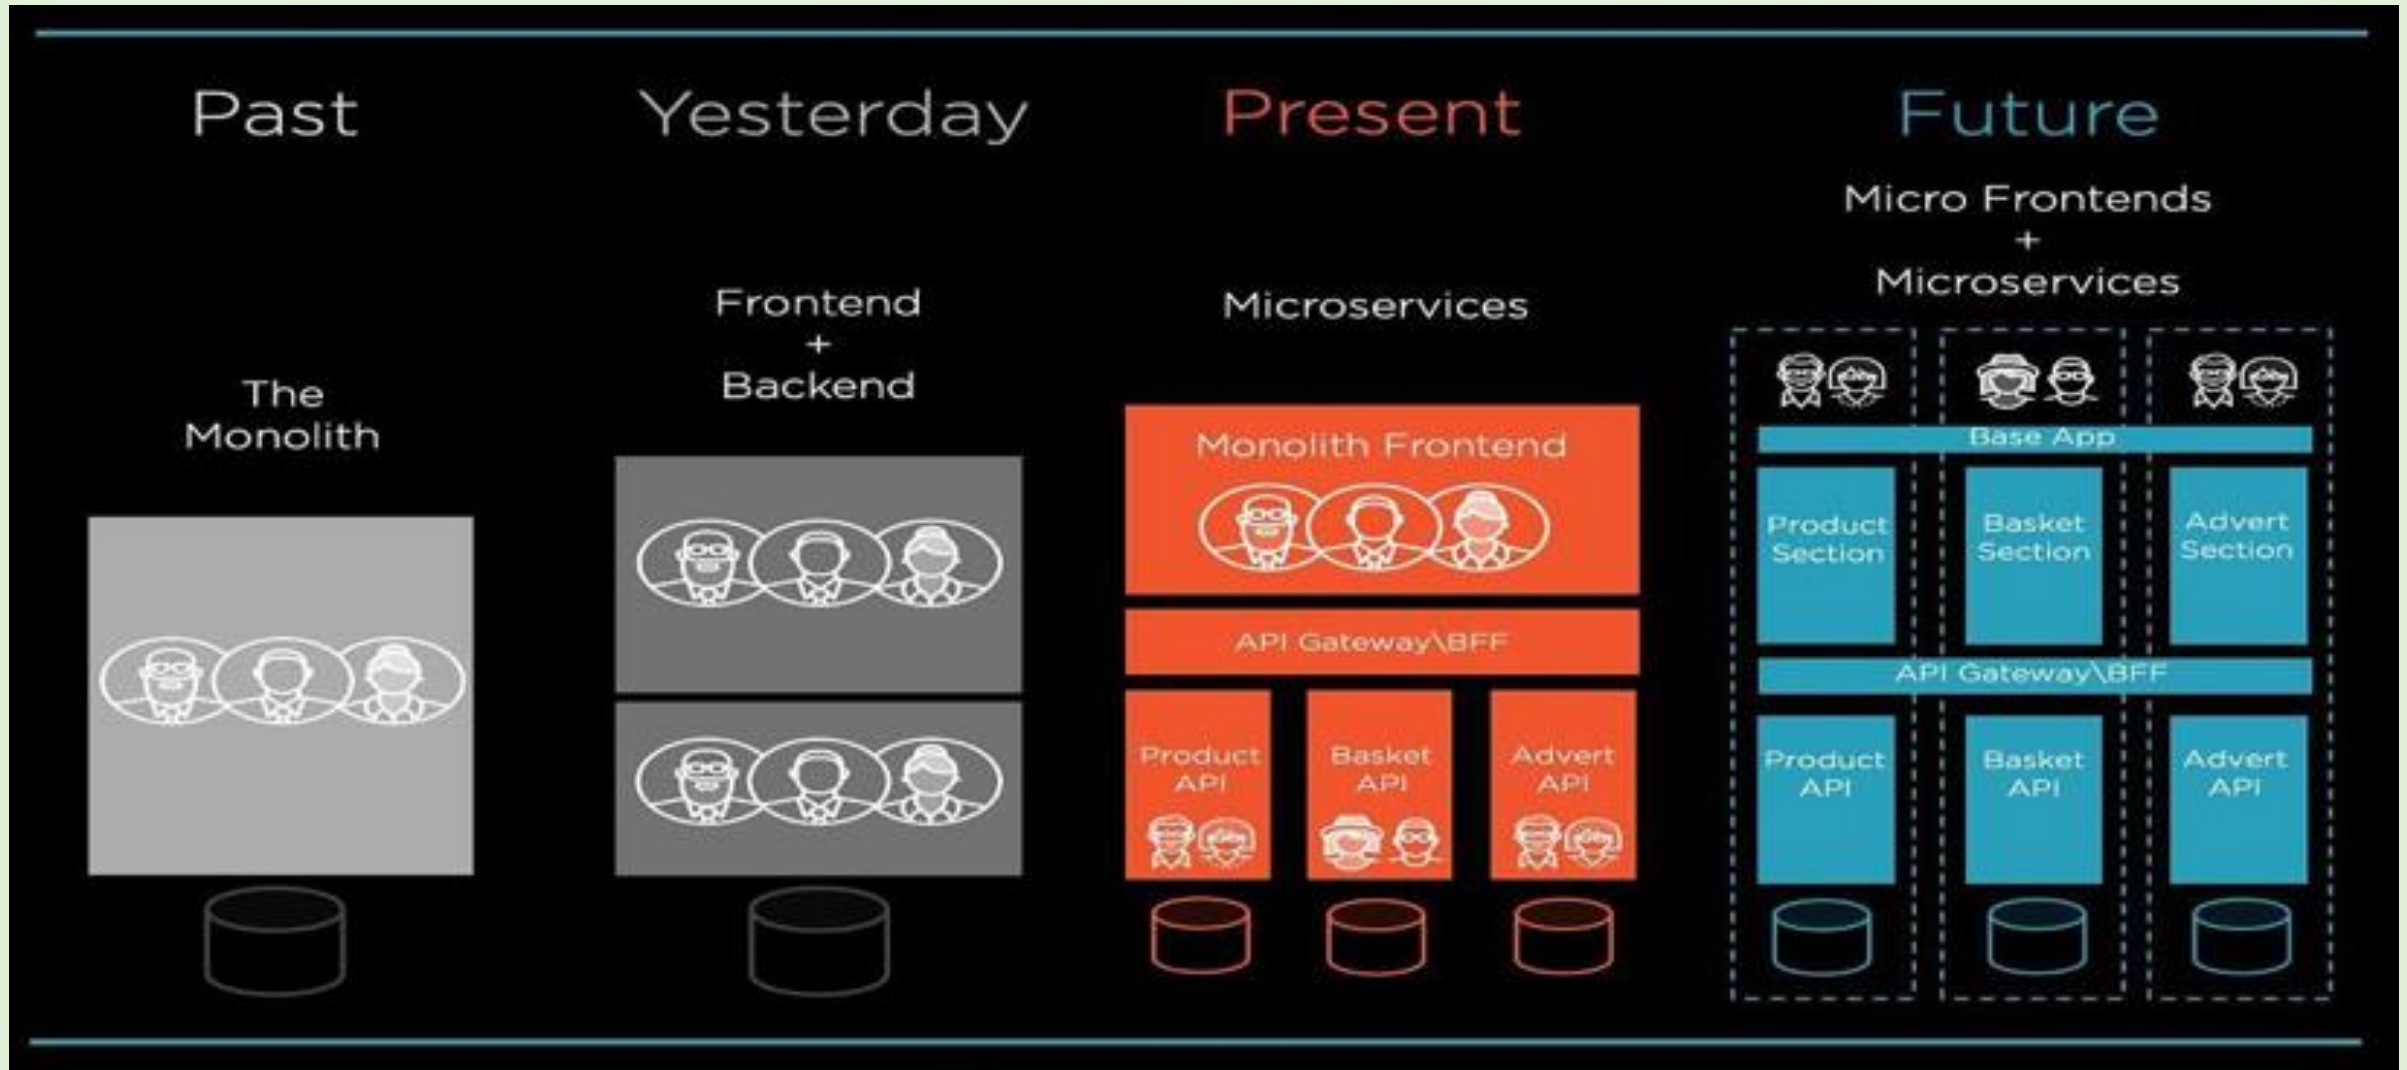 Past
The
Monolith
Yesterday
Frontend
+
Backend
Present
Microservices
Monolith Frontend
API Gateway\BFF
Product
API
Basket
API
Advert
API
Future
Micro Frontends
+
Microservices
Base App
Product
Section
Basket
Section
Advert
Section
API Gateway\BFF
Product
API
Basket
API
Advert
API